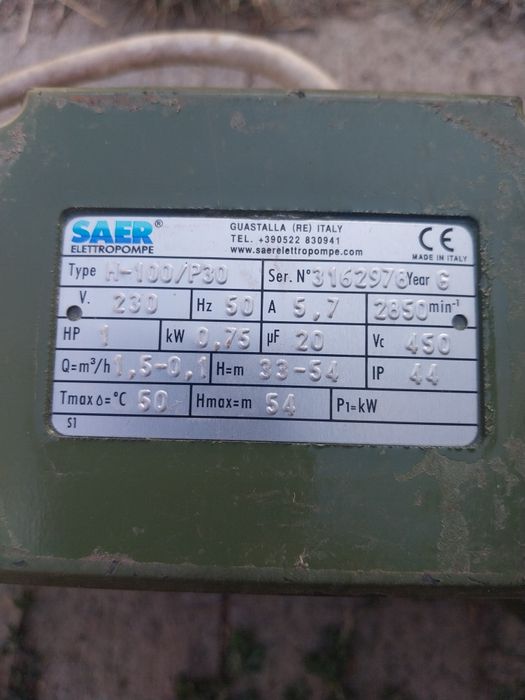 SAER®
ELETTROPOMPE
GUASTALLA (RE) ITALY
TEL. +390522 830941
www.saerelettropompe.com
CE
MADE IN ITALY
Type M-100/P30 Ser. N° 3162978 Year G
V. 230 Hz 50 A 5,7 2850 min⁻¹
HP 1 kW 0,75 µF 20 Vc 450
Q=m³/h 1,5-0,1 H=m 33-54 IP 44
Tmax ∆=°C 50 Hmax=m 54 P1=kW
S1